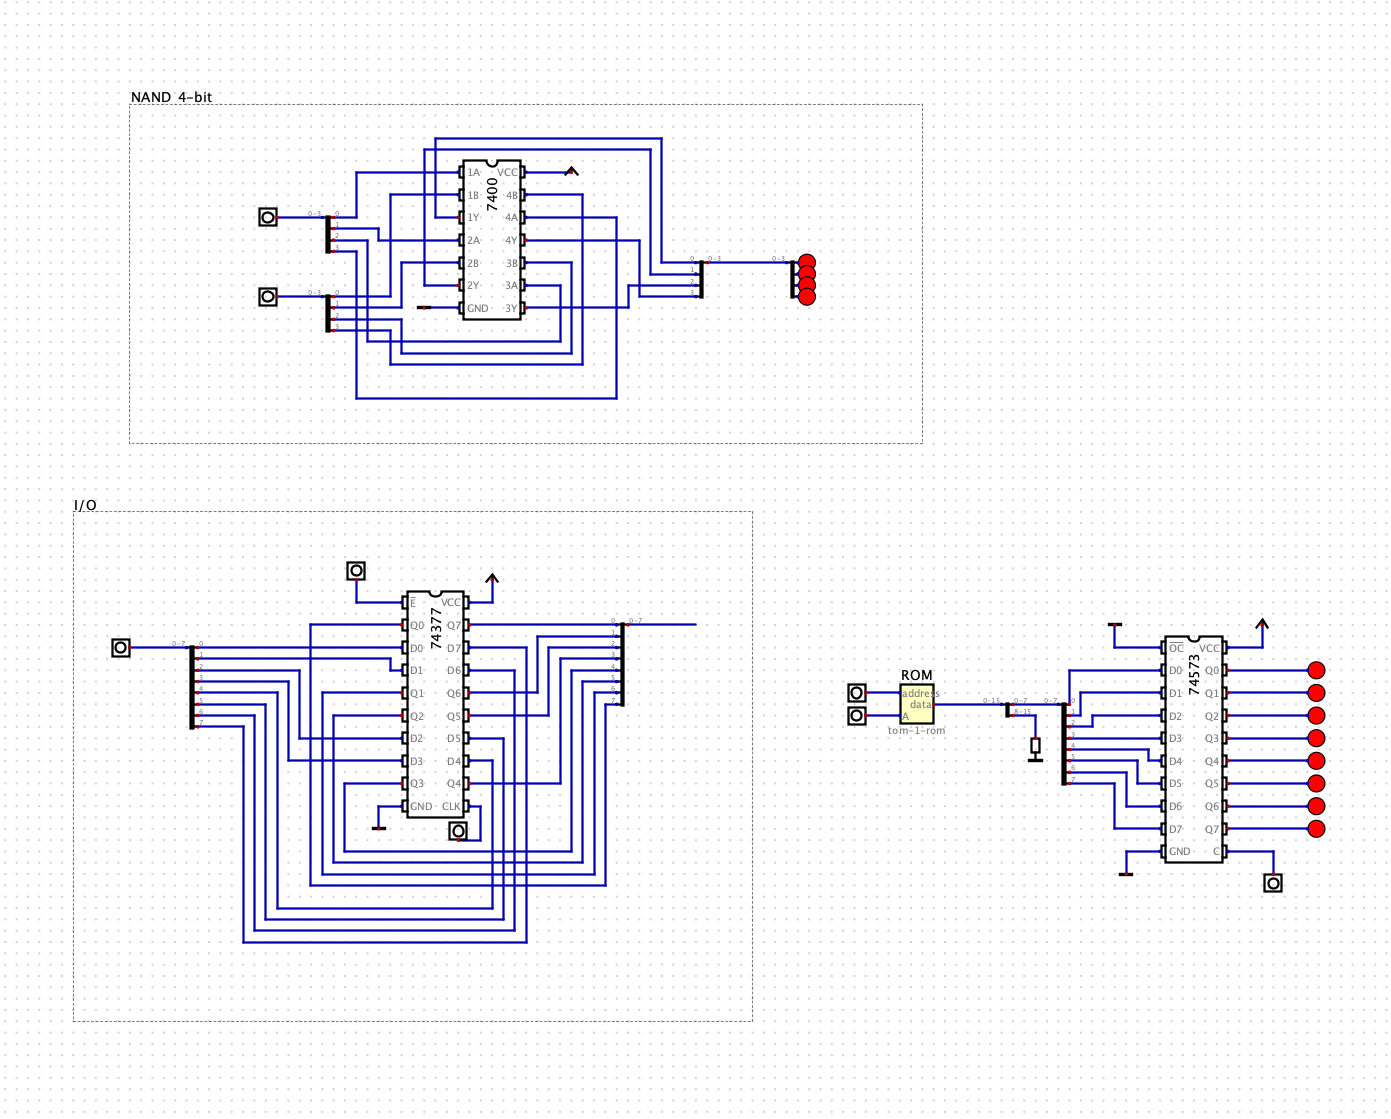 NAND 4-bit
0-3
0
1
2
3
0-3
0
1
2
3
1A
1B
1Y
2A
2B
2Y
GND
7400
VCC
4B
4A
4Y
3B
3A
3Y
0
1
2
3
0-3
0-3
I/O
0-7
0
1
2
3
4
5
6
7
E
Q0
D0
D1
Q1
Q2
D2
D3
Q3
GND
74377
VCC
Q7
D7
D6
Q6
Q5
D5
D4
Q4
CLK
0
1
2
3
4
5
6
7
0-7
ROM
address
data
A
tom-1-rom
0-15
0-7
8-15
0-7
0
1
2
3
4
5
6
7
OC
D0
D1
D2
D3
D4
D5
D6
D7
GND
74573
VCC
Q0
Q1
Q2
Q3
Q4
Q5
Q6
Q7
C